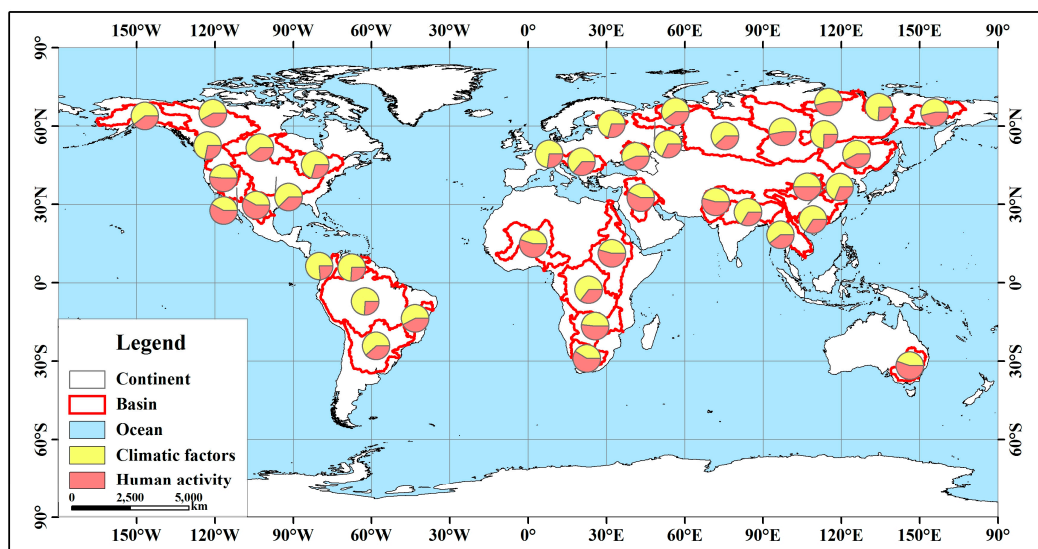 150°W 120°W 90°W 60°W 30°W 0° 30°E 60°E 90°E 120°E 150°E 90°
90° 90°
60°N 60°N
30°N 30°N
0° 0°
30°S 30°S
60°S 60°S
90° 90°
Legend
Continent
Basin
Ocean
Climatic factors
Human activity
0 2,500 5,000
km
150°W 120°W 90°W 60°W 30°W 0° 30°E 60°E 90°E 120°E 150°E 90°